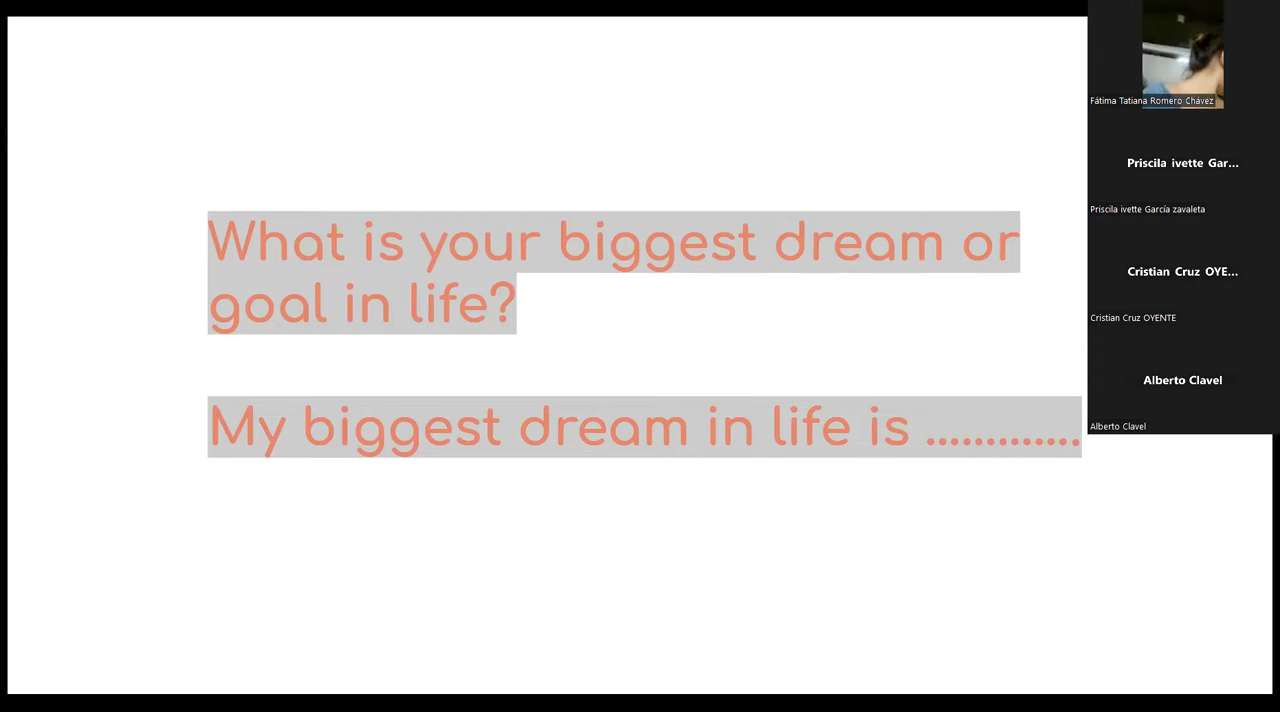 What is your biggest dream or
goal in life?
My biggest dream in life is .............
Fátima Tatiana Romero Chávez
Priscila ivette Gar...
Priscila ivette García zavaleta
Cristian Cruz OYE...
Cristian Cruz OYENTE
Alberto Clavel
Alberto Clavel